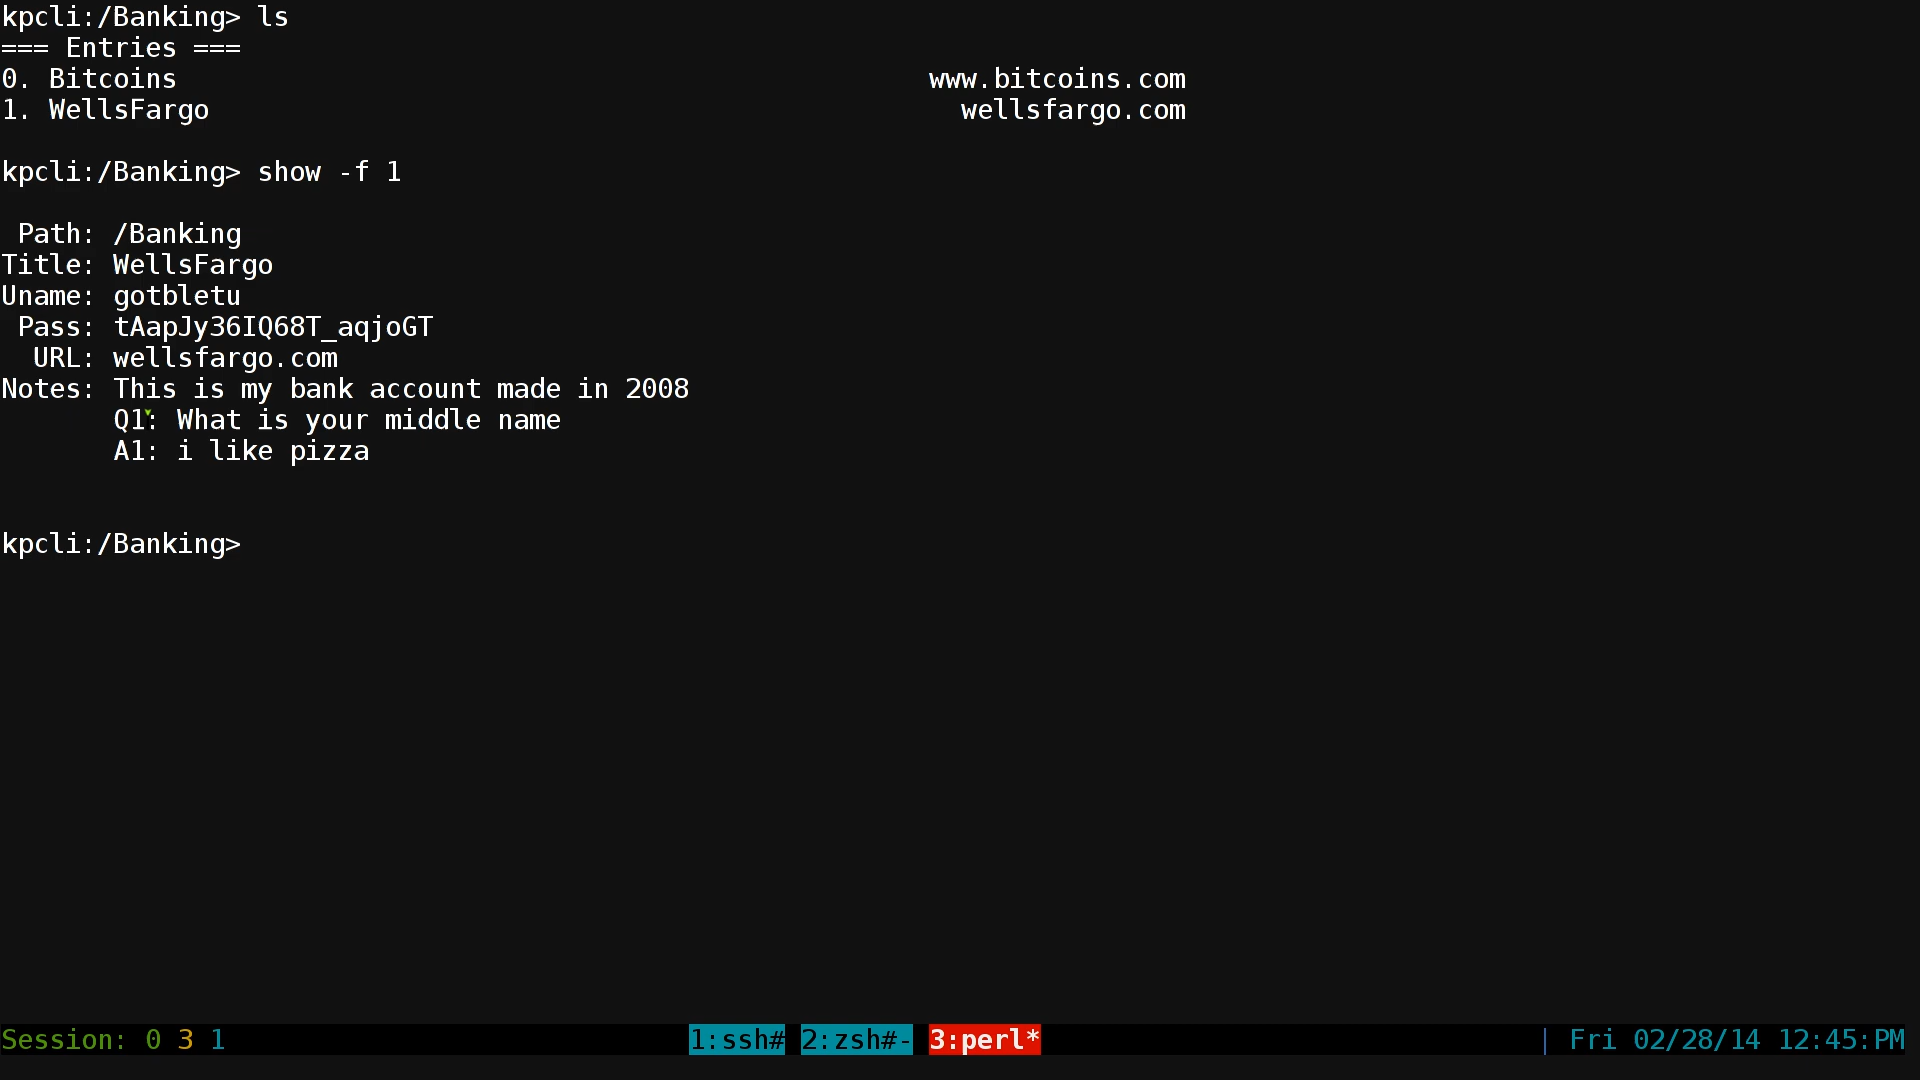 kpcli:/Banking> ls
=== Entries ===
0. Bitcoins www.bitcoins.com
1. WellsFargo wellsfargo.com
kpcli:/Banking> show -f 1
Path: /Banking
Title: WellsFargo
Uname: gotbletu
Pass: tAapJy36IQ68T_aqjoGT
URL: wellsfargo.com
Notes: This is my bank account made in 2008
Q1: What is your middle name
A1: i like pizza
kpcli:/Banking>
Session: 0 3 1 1:ssh# 2:zsh#- 3:perl* | Fri 02/28/14 12:45:PM